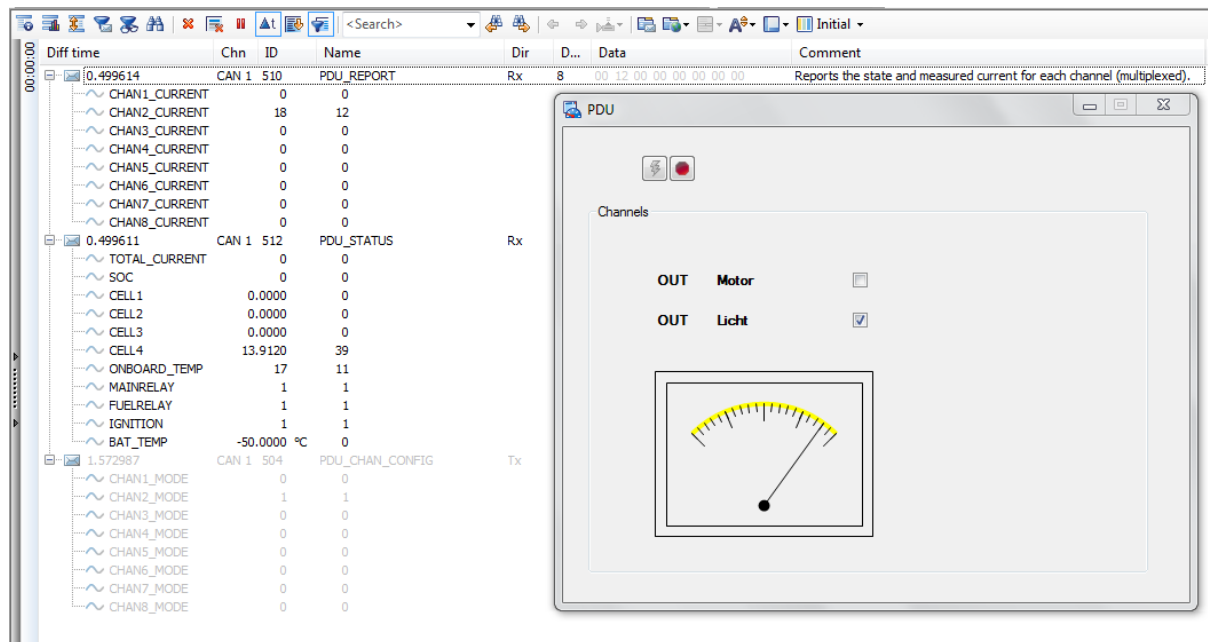 Δt <Search> Initial
00:00:00 Diff time Chn ID Name Dir D... Data Comment
0.499614 CAN 1 510 PDU_REPORT Rx 8 00 12 00 00 00 00 00 00 Reports the state and measured current for each channel (multiplexed).
CHAN1_CURRENT 0 0
CHAN2_CURRENT 18 12
CHAN3_CURRENT 0 0
CHAN4_CURRENT 0 0
CHAN5_CURRENT 0 0
CHAN6_CURRENT 0 0
CHAN7_CURRENT 0 0
CHAN8_CURRENT 0 0
0.499611 CAN 1 512 PDU_STATUS Rx
TOTAL_CURRENT 0 0
SOC 0 0
CELL1 0.0000 0
CELL2 0.0000 0
CELL3 0.0000 0
CELL4 13.9120 39
ONBOARD_TEMP 17 11
MAINRELAY 1 1
FUELRELAY 1 1
IGNITION 1 1
BAT_TEMP -50.0000 °C 0
1.572987 CAN 1 504 PDU_CHAN_CONFIG Tx
CHAN1_MODE 0 0
CHAN2_MODE 1 1
CHAN3_MODE 0 0
CHAN4_MODE 0 0
CHAN5_MODE 0 0
CHAN6_MODE 0 0
CHAN7_MODE 0 0
CHAN8_MODE 0 0
PDU
Channels
OUT Motor
OUT Licht